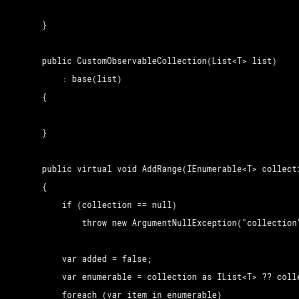 }
public CustomObservableCollection(List<T> list)
: base(list)
{
}
public virtual void AddRange(IEnumerable<T> collecti
{
if (collection == null)
throw new ArgumentNullException("collection"
var added = false;
var enumerable = collection as IList<T> ?? colle
foreach (var item in enumerable)